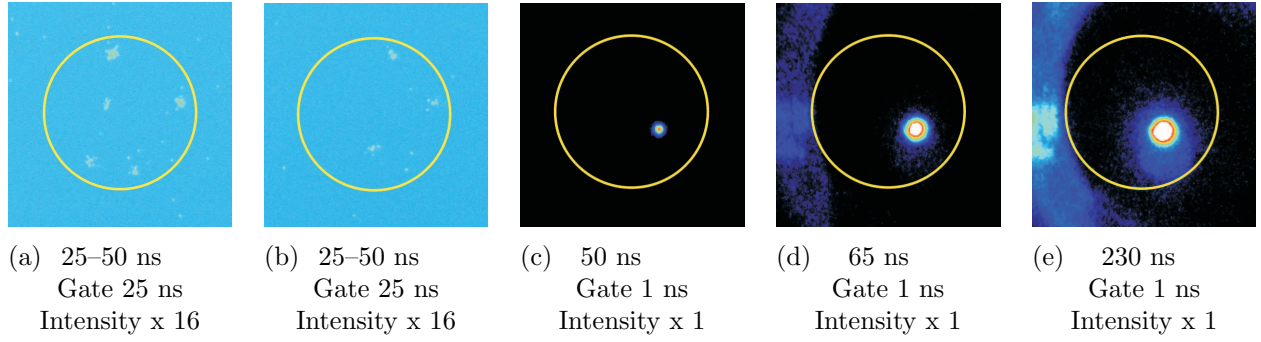 (a) 25–50 ns
Gate 25 ns
Intensity x 16
(b) 25–50 ns
Gate 25 ns
Intensity x 16
(c) 50 ns
Gate 1 ns
Intensity x 1
(d) 65 ns
Gate 1 ns
Intensity x 1
(e) 230 ns
Gate 1 ns
Intensity x 1